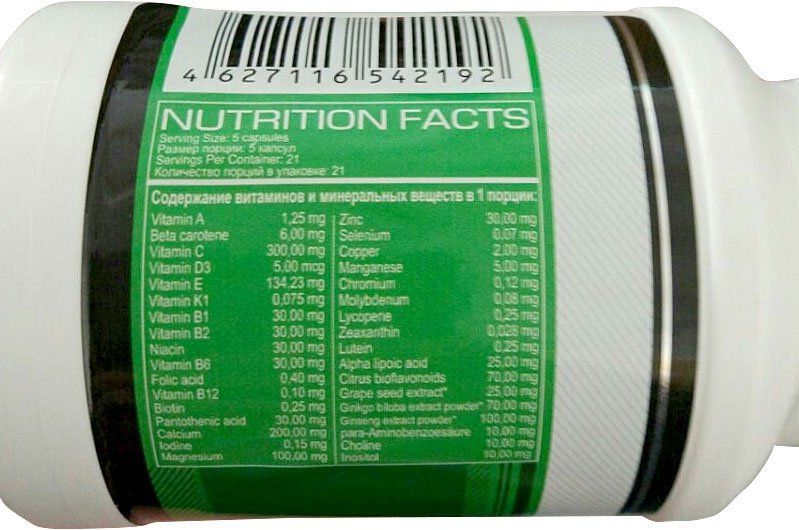 4 627116 542192
NUTRITION FACTS
Serving Size: 5 capsules
Размер порции: 5 капсул
Servings Per Container: 21
Количество порций в упаковке: 21
Содержание витаминов и минеральных веществ в 1 порции:
Vitamin A 1,25 mg
Beta carotene 6,00 mg
Vitamin C 300,00 mg
Vitamin D3 5,00 mcg
Vitamin E 134,23 mg
Vitamin K1 0,075 mg
Vitamin B1 30,00 mg
Vitamin B2 30,00 mg
Niacin 30,00 mg
Vitamin B6 30,00 mg
Folic acid 0,40 mg
Vitamin B12 0,10 mg
Biotin 0,25 mg
Pantothenic acid 30,00 mg
Calcium 200,00 mg
Iodine 0,15 mg
Magnesium 100,00 mg
Zinc 30,00 mg
Selenium 0,07 mg
Copper 2,00 mg
Manganese 5,00 mg
Chromium 0,12 mg
Molybdenum 0,08 mg
Lycopene 0,25 mg
Zeaxanthin 0,028 mg
Lutein 0,25 mg
Alpha lipoic acid 25,00 mg
Citrus bioflavonoids 70,00 mg
Grape seed extract* 25,00 mg
Ginkgo biloba extract powder* 70,00 mg
Ginseng extract powder* 100,00 mg
para-Aminobenzoesäure 10,00 mg
Choline 10,00 mg
Inositol 10,00 mg